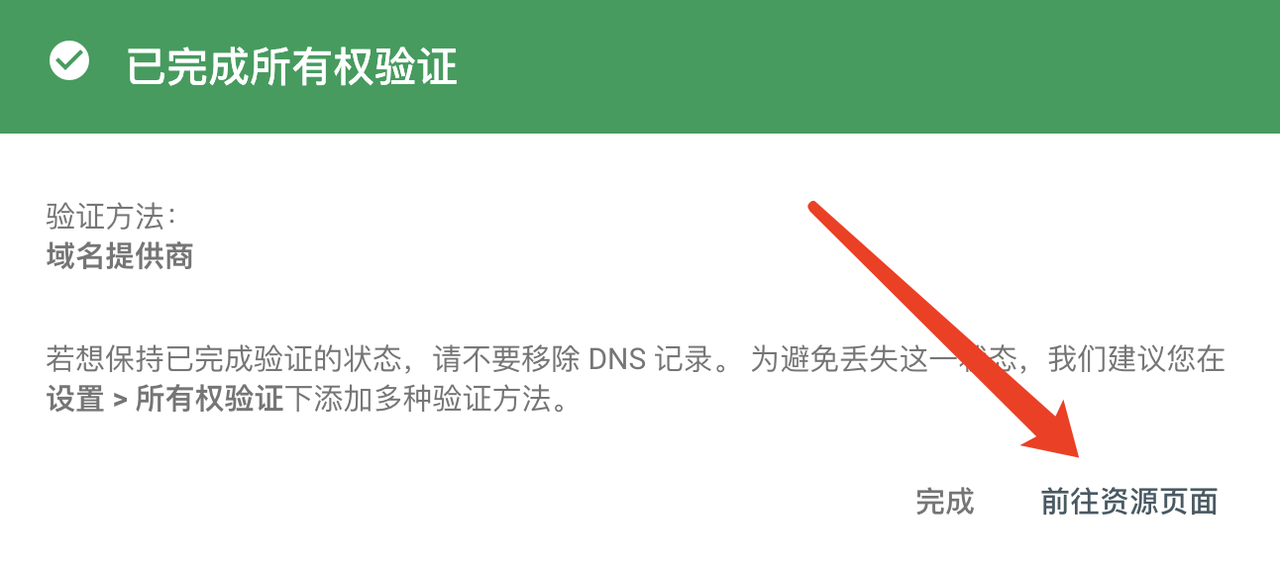 已完成所有权验证
验证方法：
域名提供商
若想保持已完成验证的状态，请不要移除 DNS 记录。 为避免丢失这一状态，我们建议您在
设置 > 所有权验证下添加多种验证方法。
完成
前往资源页面